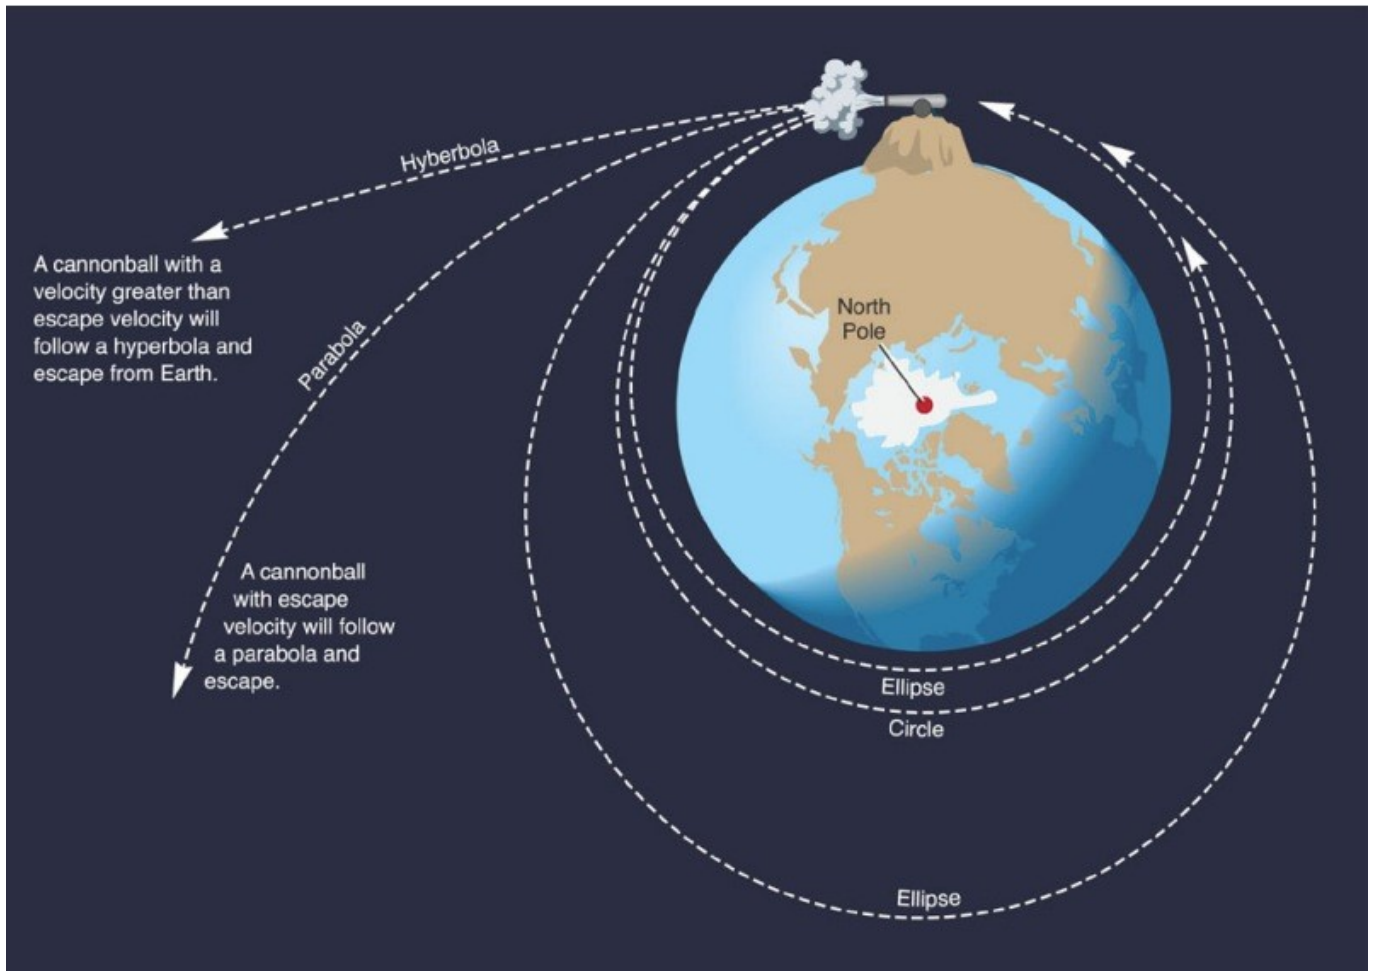 Hyberbola
A cannonball with a
velocity greater than
escape velocity will
follow a hyperbola and
escape from Earth.
Parabola
North
Pole
A cannonball
with escape
velocity will follow
a parabola and
escape.
Ellipse
Circle
Ellipse